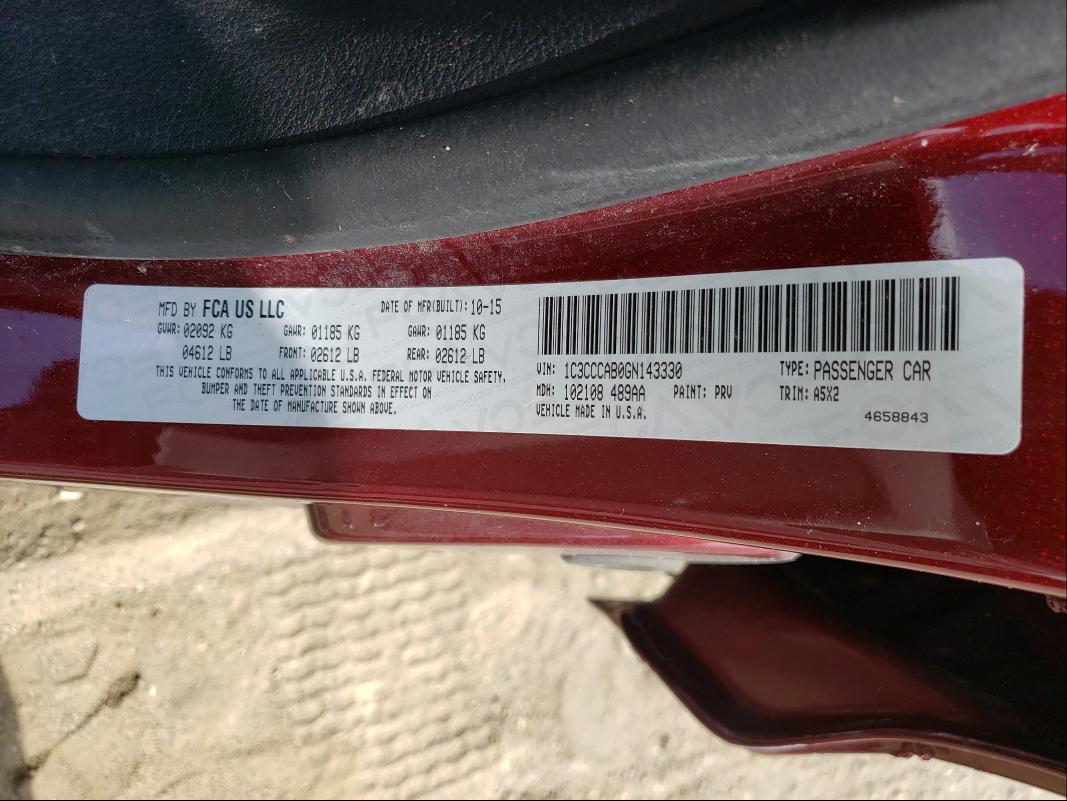 MFD BY FCA US LLC DATE OF MFR(BUILT): 10-15
GVWR: 02092 KG GAWR: 01185 KG GAWR: 01185 KG
04612 LB FRONT: 02612 LB REAR: 02612 LB
THIS VEHICLE CONFORMS TO ALL APPLICABLE U.S.A. FEDERAL MOTOR VEHICLE SAFETY,
BUMPER AND THEFT PREVENTION STANDARDS IN EFFECT ON
THE DATE OF MANUFACTURE SHOWN ABOVE.
VIN: 1C3CCCAB0GN143330 TYPE: PASSENGER CAR
MDH: 102108 489AA PAINT: PRV TRIM: A5X2
VEHICLE MADE IN U.S.A. 4658843